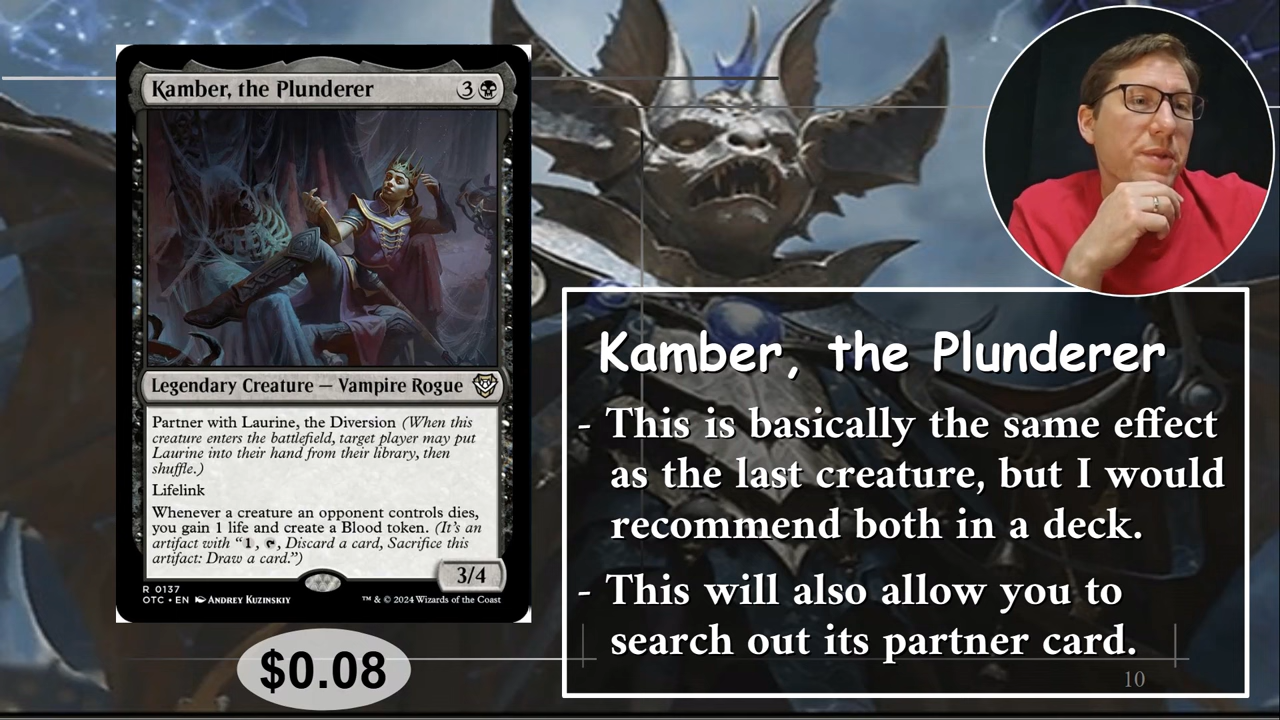 Kamber, the Plunderer 3
Legendary Creature — Vampire Rogue
Partner with Laurine, the Diversion (When this
creature enters the battlefield, target player may put
Laurine into their hand from their library, then
shuffle.)
Lifelink
Whenever a creature an opponent controls dies,
you gain 1 life and create a Blood token. (It's an
artifact with "1, T, Discard a card, Sacrifice this
artifact: Draw a card.")
3/4
R 0137
OTC • EN Andrey Kuzinskiy
™ & © 2024 Wizards of the Coast
$0.08
Kamber, the Plunderer
- This is basically the same effect
as the last creature, but I would
recommend both in a deck.
- This will also allow you to
search out its partner card.
10